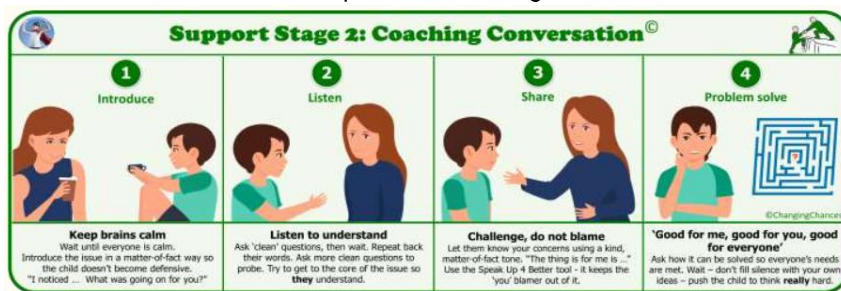 Support Stage 2: Coaching Conversation©
1
Introduce
Keep brains calm
Wait until everyone is calm.
Introduce the issue in a matter-of-fact way so
the child doesn't become defensive.
"I noticed ... What was going on for you?"
2
Listen
Listen to understand
Ask 'clean' questions, then wait. Repeat back
their words. Ask more clean questions to
probe. Try to get to the core of the issue so
they understand.
3
Share
Challenge, do not blame
Let them know your concerns using a kind,
matter-of-fact tone. "The thing is for me is ..."
Use the Speak Up 4 Better tool - it keeps the
'you' blamer out of it.
4
Problem solve
©ChangingChances
'Good for me, good for you, good
for everyone'
Ask how it can be solved so everyone's needs
are met. Wait – don't fill silence with your own
ideas – push the child to think really hard.